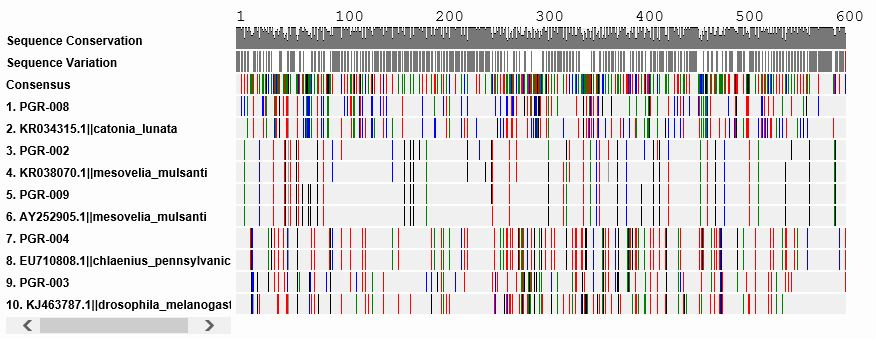 1 100 200 300 400 500 600
Sequence Conservation
Sequence Variation
Consensus
1. PGR-008
2. KR034315.1||catonia_lunata
3. PGR-002
4. KR038070.1||mesovelia_mulsanti
5. PGR-009
6. AY252905.1||mesovelia_mulsanti
7. PGR-004
8. EU710808.1||chlaenius_pennsylvanic
9. PGR-003
10. KJ463787.1||drosophila_melanogast